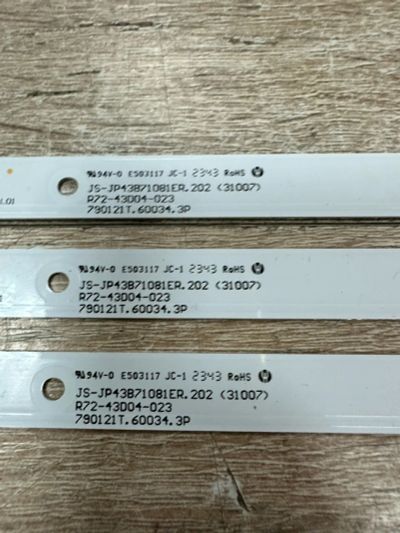 94V-0 E503117 JC-1 2343 RoHS
JS-JP43B71081ER.202 (31007)
R72-43D04-023
790121T.60034.3P
94V-0 E503117 JC-1 2343 RoHS
JS-JP43B71081ER.202 (31007)
R72-43D04-023
790121T.60034.3P
94V-0 E503117 JC-1 2343 RoHS
JS-JP43B71081ER.202 (31007)
R72-43D04-023
790121T.60034.3P